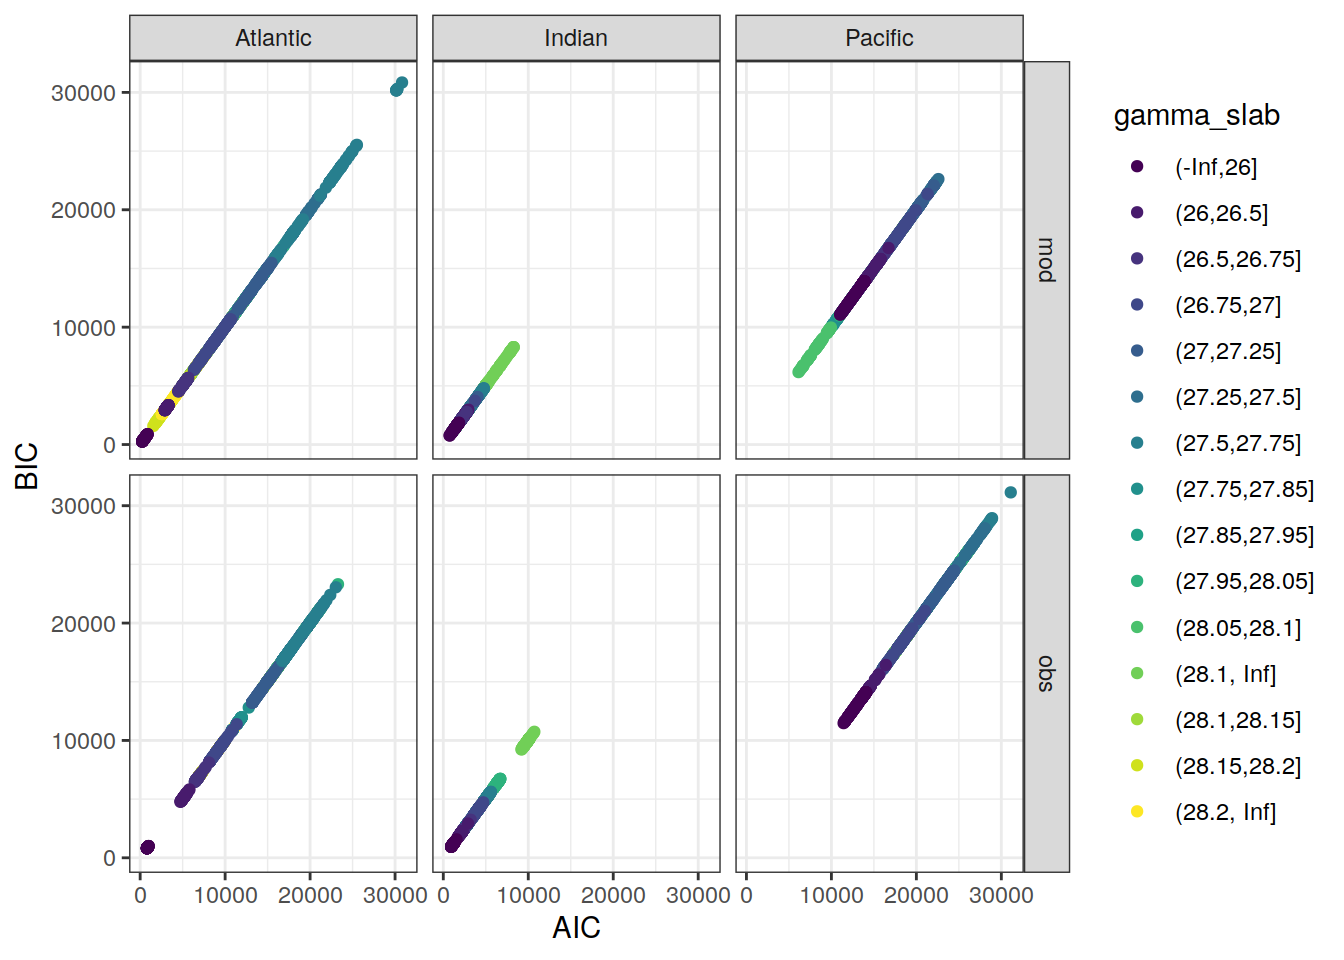 Atlantic Indian Pacific
30000
20000
10000
0
mod
30000
20000
10000
0
obs
BIC
0 10000 20000 30000 0 10000 20000 30000 0 10000 20000 30000
AIC
gamma_slab
(-Inf,26]
(26,26.5]
(26.5,26.75]
(26.75,27]
(27,27.25]
(27.25,27.5]
(27.5,27.75]
(27.75,27.85]
(27.85,27.95]
(27.95,28.05]
(28.05,28.1]
(28.1, Inf]
(28.1,28.15]
(28.15,28.2]
(28.2, Inf]